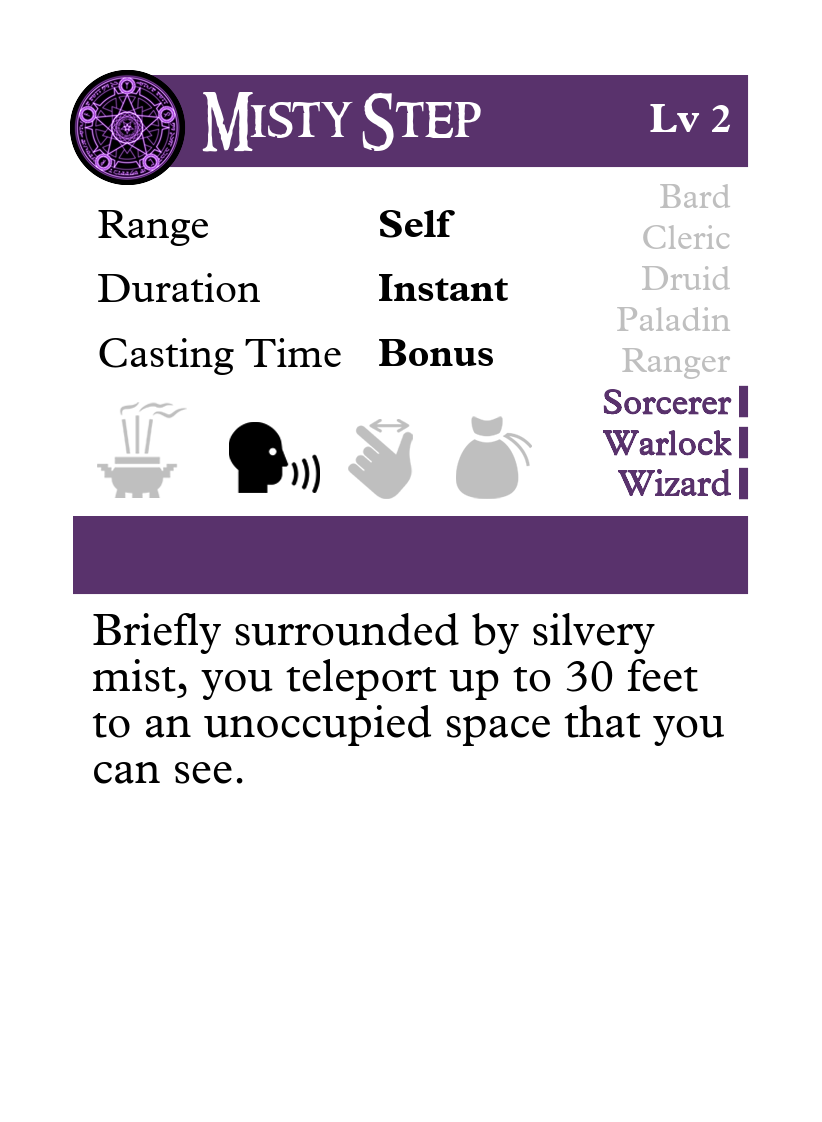 Misty Step
Lv 2
Range Self
Duration Instant
Casting Time Bonus
Bard
Cleric
Druid
Paladin
Ranger
Sorcerer
Warlock
Wizard
Briefly surrounded by silvery
mist, you teleport up to 30 feet
to an unoccupied space that you
can see.